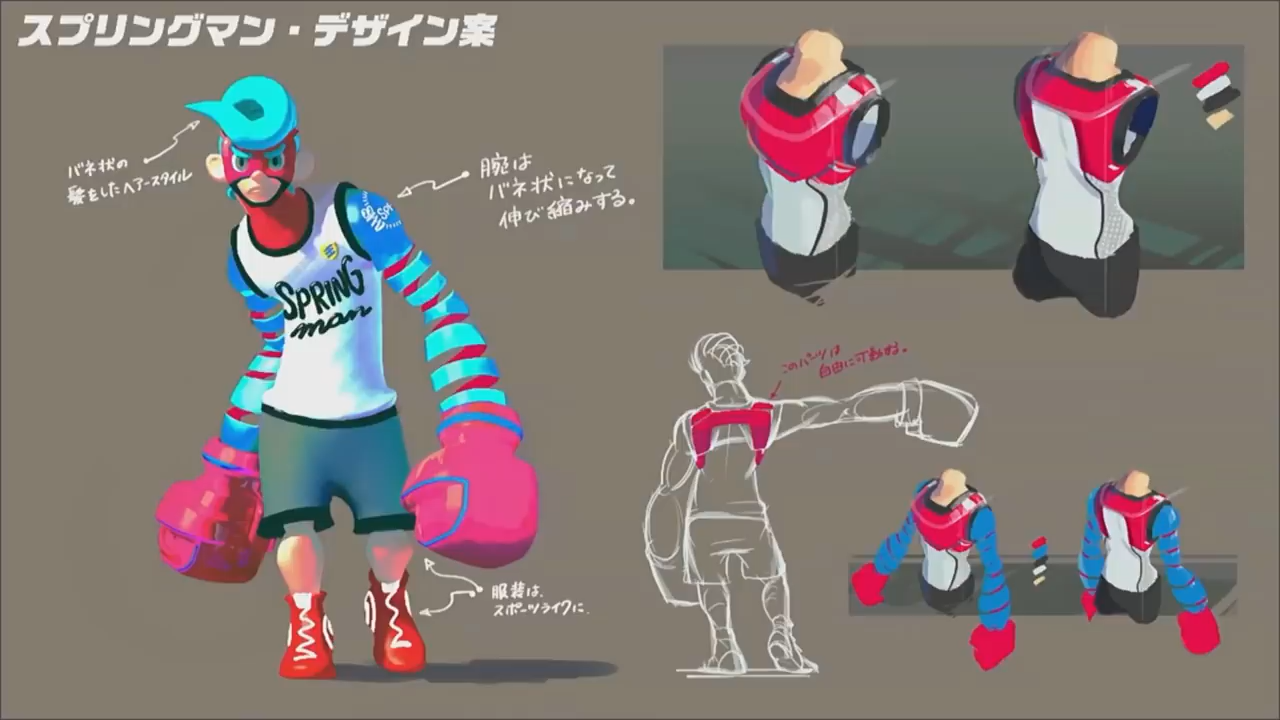 スプリングマン・デザイン案
バネ状の
髪をしたヘアースタイル
腕は
バネ状になって
伸び縮みする。
SPRING
man
このパーツは
自由に可動する。
服装は、
スポーツライクに。